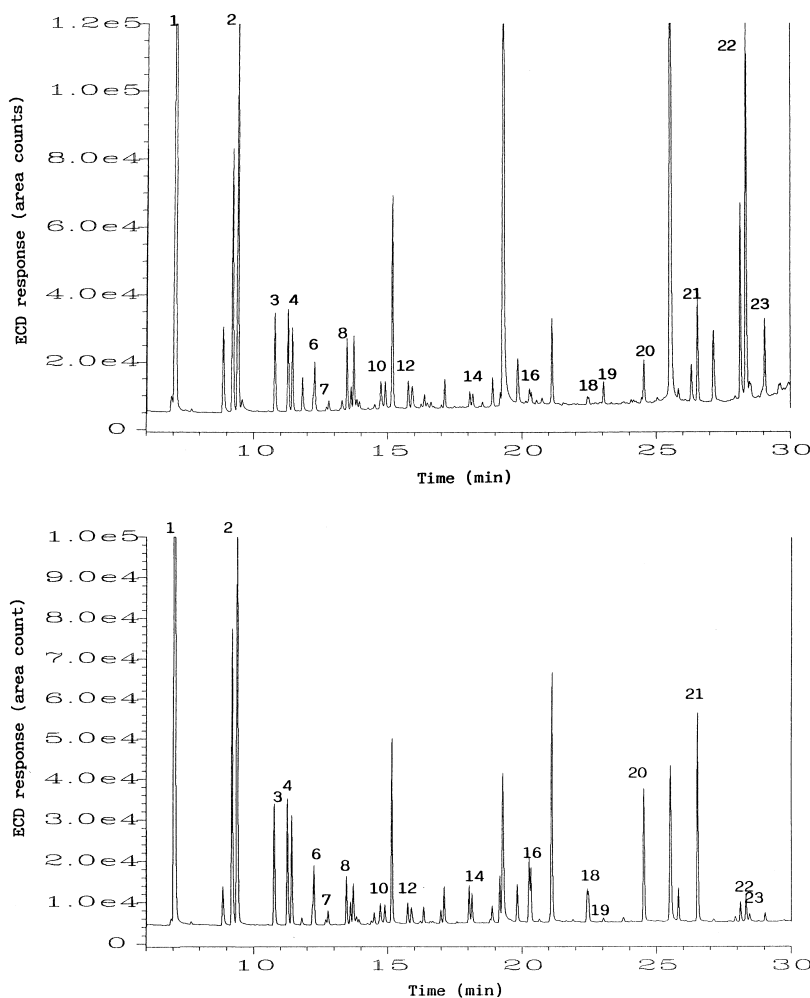 1.2e5
1.0e5
8.0e4
6.0e4
4.0e4
2.0e4
0
ECD response (area counts)
1 2 3 4 6 7 8 10 12 14 16 18 19 20 21 22 23
10 15 20 25 30
Time (min)
1.0e5
9.0e4
8.0e4
7.0e4
6.0e4
5.0e4
4.0e4
3.0e4
2.0e4
1.0e4
0
ECD response (area count)
1 2 3 4 6 7 8 10 12 14 16 18 19 20 21 22 23
10 15 20 25 30
Time (min)